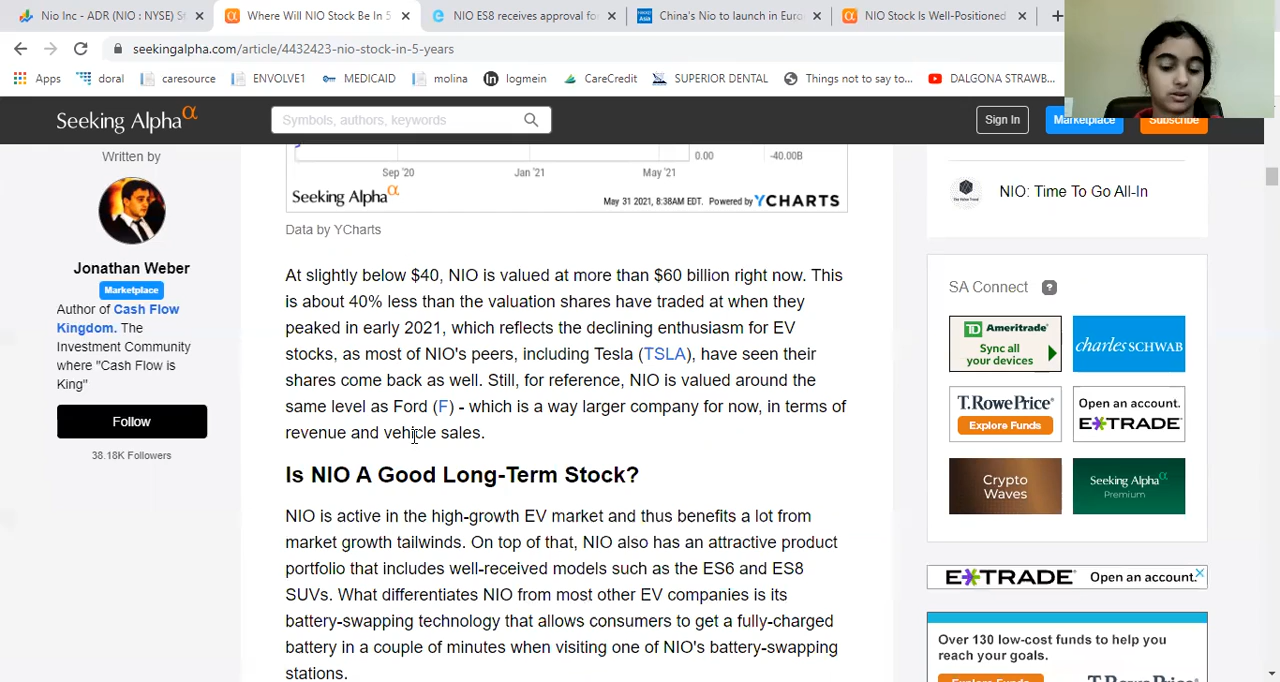 Nio Inc - ADR (NIO : NYSE) St
Where Will NIO Stock Be In 5
NIO ES8 receives approval fo
China's Nio to launch in Euro
NIO Stock Is Well-Positioned
seekingalpha.com/article/4432423-nio-stock-in-5-years
Apps doral caresource ENVOLVE1 MEDICAID molina logmein CareCredit SUPERIOR DENTAL Things not to say to... DALGONA STRAWB...
Seeking Alpha α
Symbols, authors, keywords
Sign In
Marketplace
Subscribe
Written by
Jonathan Weber
Marketplace
Author of Cash Flow
Kingdom. The
Investment Community
where "Cash Flow is
King"
Follow
38.18K Followers
0.00 -40.00B
Sep '20 Jan '21 May '21
Seeking Alpha α May 31 2021, 8:38AM EDT. Powered by YCHARTS
Data by YCharts
At slightly below $40, NIO is valued at more than $60 billion right now. This
is about 40% less than the valuation shares have traded at when they
peaked in early 2021, which reflects the declining enthusiasm for EV
stocks, as most of NIO's peers, including Tesla (TSLA), have seen their
shares come back as well. Still, for reference, NIO is valued around the
same level as Ford (F) - which is a way larger company for now, in terms of
revenue and vehicle sales.
Is NIO A Good Long-Term Stock?
NIO is active in the high-growth EV market and thus benefits a lot from
market growth tailwinds. On top of that, NIO also has an attractive product
portfolio that includes well-received models such as the ES6 and ES8
SUVs. What differentiates NIO from most other EV companies is its
battery-swapping technology that allows consumers to get a fully-charged
battery in a couple of minutes when visiting one of NIO's battery-swapping
stations.
NIO: Time To Go All-In
SA Connect ?
TD Ameritrade
Sync all
your devices
charles SCHWAB
T.RowePrice
Explore Funds
Open an account.
E*TRADE
Crypto
Waves
Seeking Alpha α
Premium
E*TRADE Open an account.
Over 130 low-cost funds to help you
reach your goals.